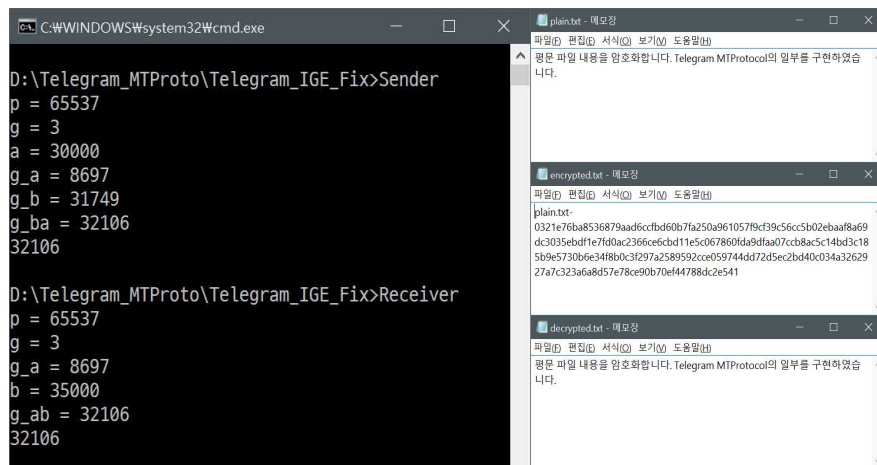 C:₩WINDOWS₩system32₩cmd.exe
D:\Telegram_MTProto\Telegram_IGE_Fix>Sender
p = 65537
g = 3
a = 30000
g_a = 8697
g_b = 31749
g_ba = 32106
32106
D:\Telegram_MTProto\Telegram_IGE_Fix>Receiver
p = 65537
g = 3
g_a = 8697
b = 35000
g_ab = 32106
32106
plain.txt - 메모장
파일(F) 편집(E) 서식(O) 보기(V) 도움말(H)
평문 파일 내용을 암호화합니다. Telegram MTProtocol의 일부를 구현하였습
니다.
encrypted.txt - 메모장
파일(F) 편집(E) 서식(O) 보기(V) 도움말(H)
plain.txt-
0321e76ba8536879aad6ccfbd60b7fa250a961057f9cf39c56cc5b02ebaaf8a69
dc3035ebdf1e7fd0ac2366ce6cbd11e5c067860fda9dfaa07ccb8ac5c14bd3c18
5b9e5730b6e34f8b0c3f297a2589592cce059744dd72d5ec2bd40c034a32629
27a7c323a6a8d57e78ce90b70ef44788dc2e541
decrypted.txt - 메모장
파일(F) 편집(E) 서식(O) 보기(V) 도움말(H)
평문 파일 내용을 암호화합니다. Telegram MTProtocol의 일부를 구현하였습
니다.